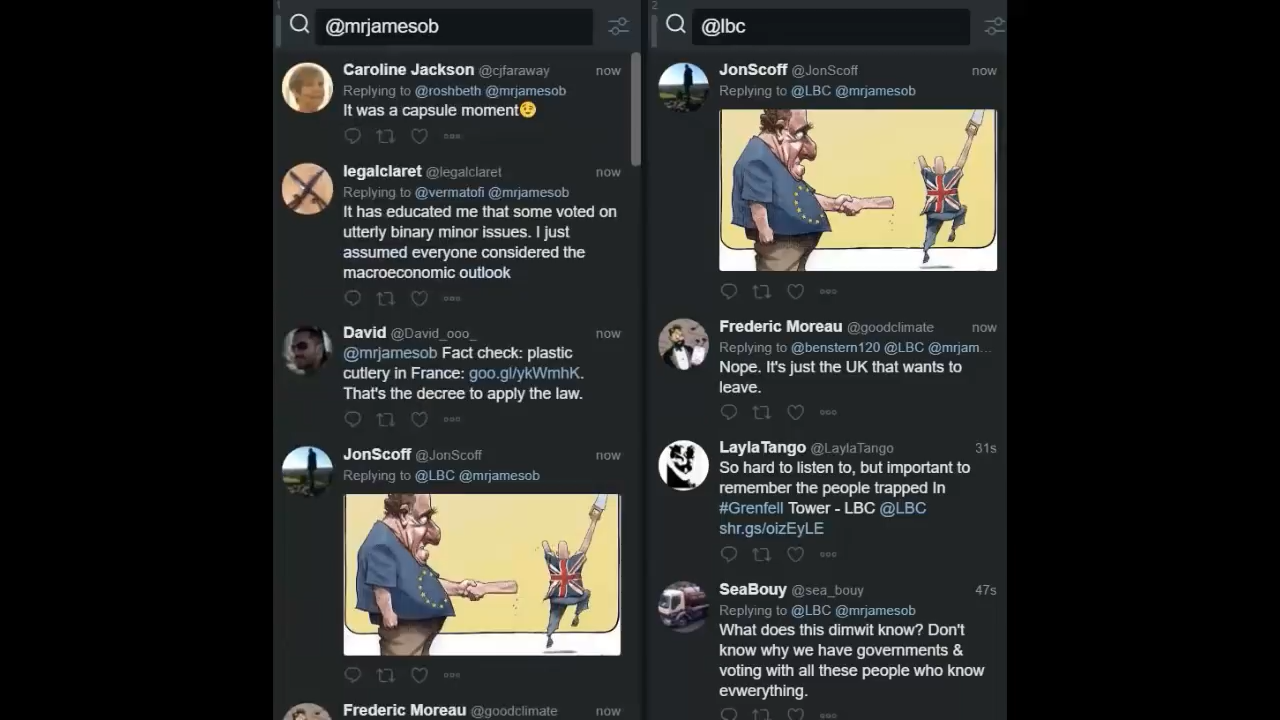 1
@mrjamesob
Caroline Jackson @cjfaraway now
Replying to @roshbeth @mrjamesob
It was a capsule moment😉
legalclaret @legalclaret now
Replying to @vermatofi @mrjamesob
It has educated me that some voted on
utterly binary minor issues. I just
assumed everyone considered the
macroeconomic outlook
David @David_ooo_ now
@mrjamesob Fact check: plastic
cutlery in France: goo.gl/ykWmhK.
That's the decree to apply the law.
JonScoff @JonScoff now
Replying to @LBC @mrjamesob
Frederic Moreau @goodclimate now
2
@lbc
JonScoff @JonScoff now
Replying to @LBC @mrjamesob
Frederic Moreau @goodclimate now
Replying to @benstern120 @LBC @mrjam...
Nope. It's just the UK that wants to
leave.
LaylaTango @LaylaTango 31s
So hard to listen to, but important to
remember the people trapped In
#Grenfell Tower - LBC @LBC
shr.gs/oizEyLE
SeaBouy @sea_bouy 47s
Replying to @LBC @mrjamesob
What does this dimwit know? Don't
know why we have governments &
voting with all these people who know
evwerything.